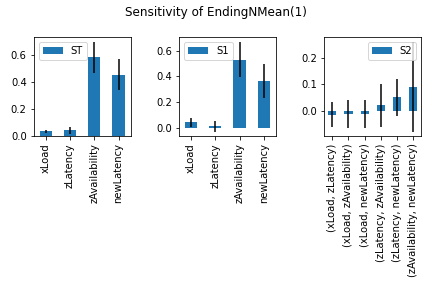 Sensitivity of EndingNMean(1)
ST
0.6
0.4
0.2
0.0
xLoad
zLatency
zAvailability
newLatency
S1
0.6
0.4
0.2
0.0
xLoad
zLatency
zAvailability
newLatency
S2
0.2
0.1
0.0
(xLoad, zLatency)
(xLoad, zAvailability)
(xLoad, newLatency)
(zLatency, zAvailability)
(zLatency, newLatency)
(zAvailability, newLatency)